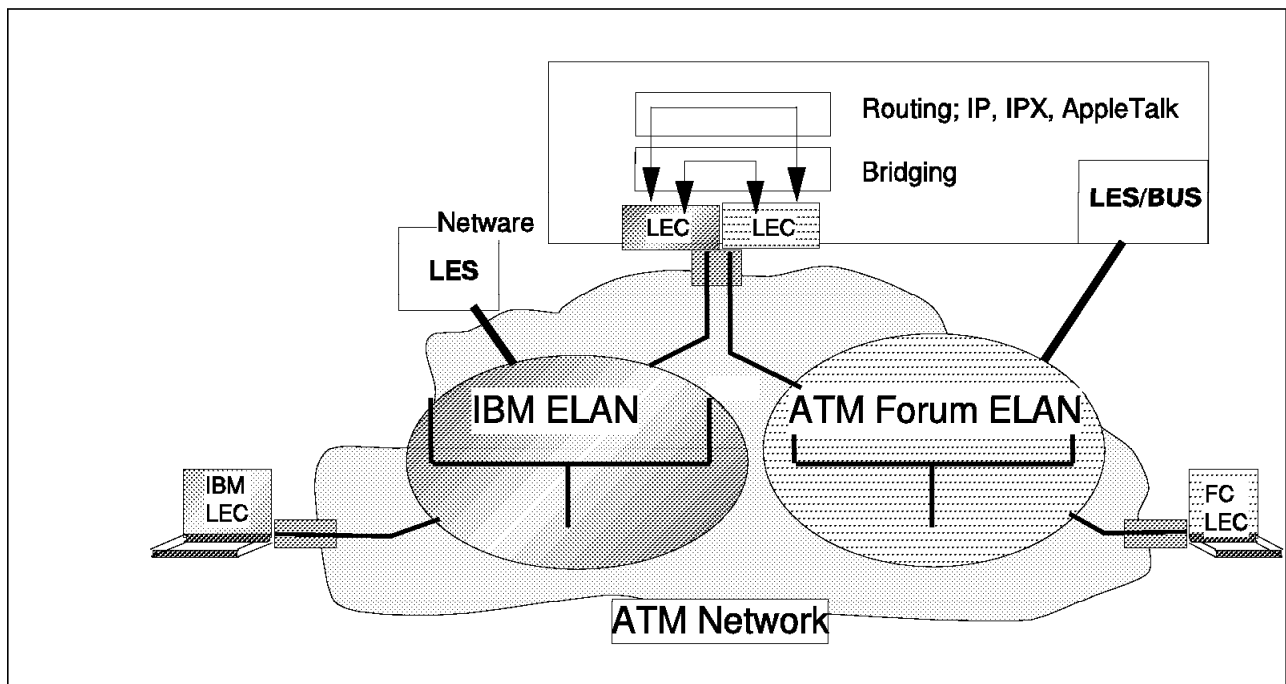 Routing; IP, IPX, AppleTalk
Bridging
LES/BUS
LEC
LEC
Netware
LES
IBM ELAN
ATM Forum ELAN
IBM
LEC
FC
LEC
ATM Network